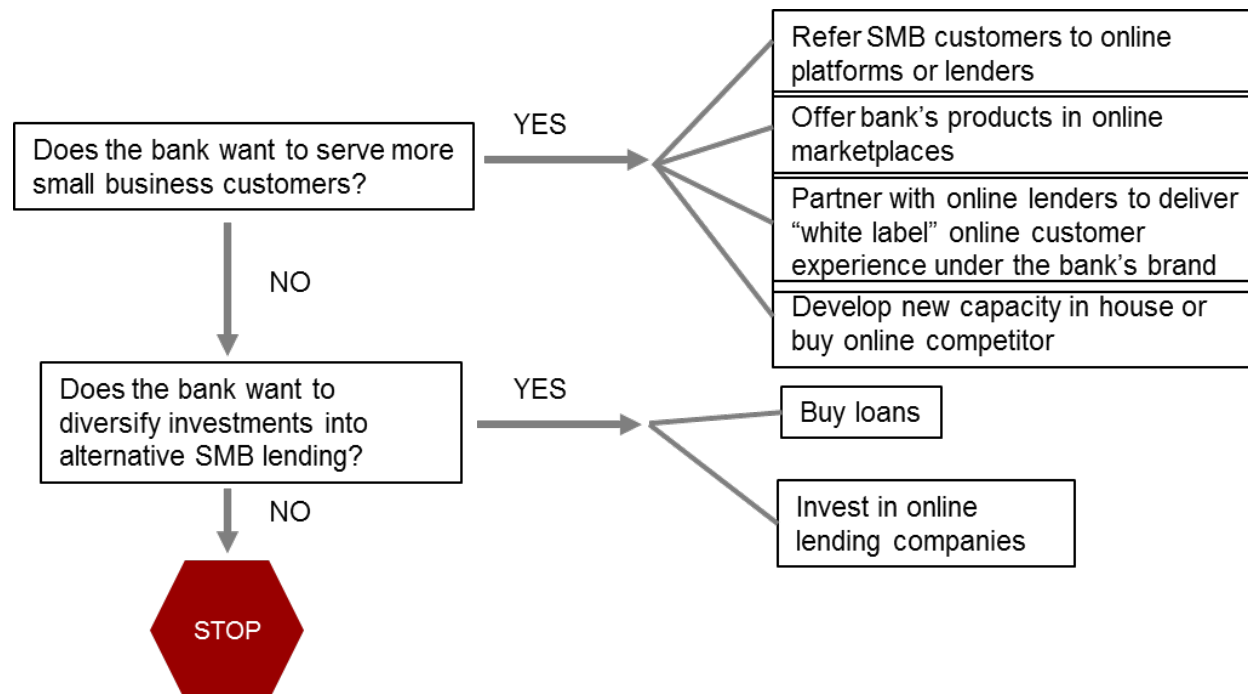 Does the bank want to serve more
small business customers?
YES
Refer SMB customers to online
platforms or lenders
Offer bank’s products in online
marketplaces
Partner with online lenders to deliver
“white label” online customer
experience under the bank’s brand
Develop new capacity in house or
buy online competitor
NO
Does the bank want to
diversify investments into
alternative SMB lending?
YES
Buy loans
Invest in online
lending companies
NO
STOP